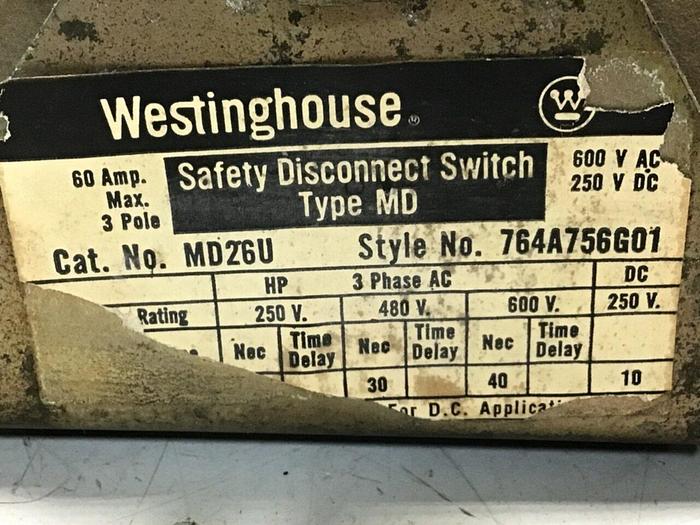 Westinghouse®
W
60 Amp.
Max.
3 Pole
Safety Disconnect Switch
Type MD
600 V AC
250 V DC
Cat. No. MD26U
Style No. 764A756G01
HP 3 Phase AC DC
Rating 250 V. 480 V. 600 V. 250 V.
Nec Time Delay Nec Time Delay Nec Time Delay
30 40 10
D.C.